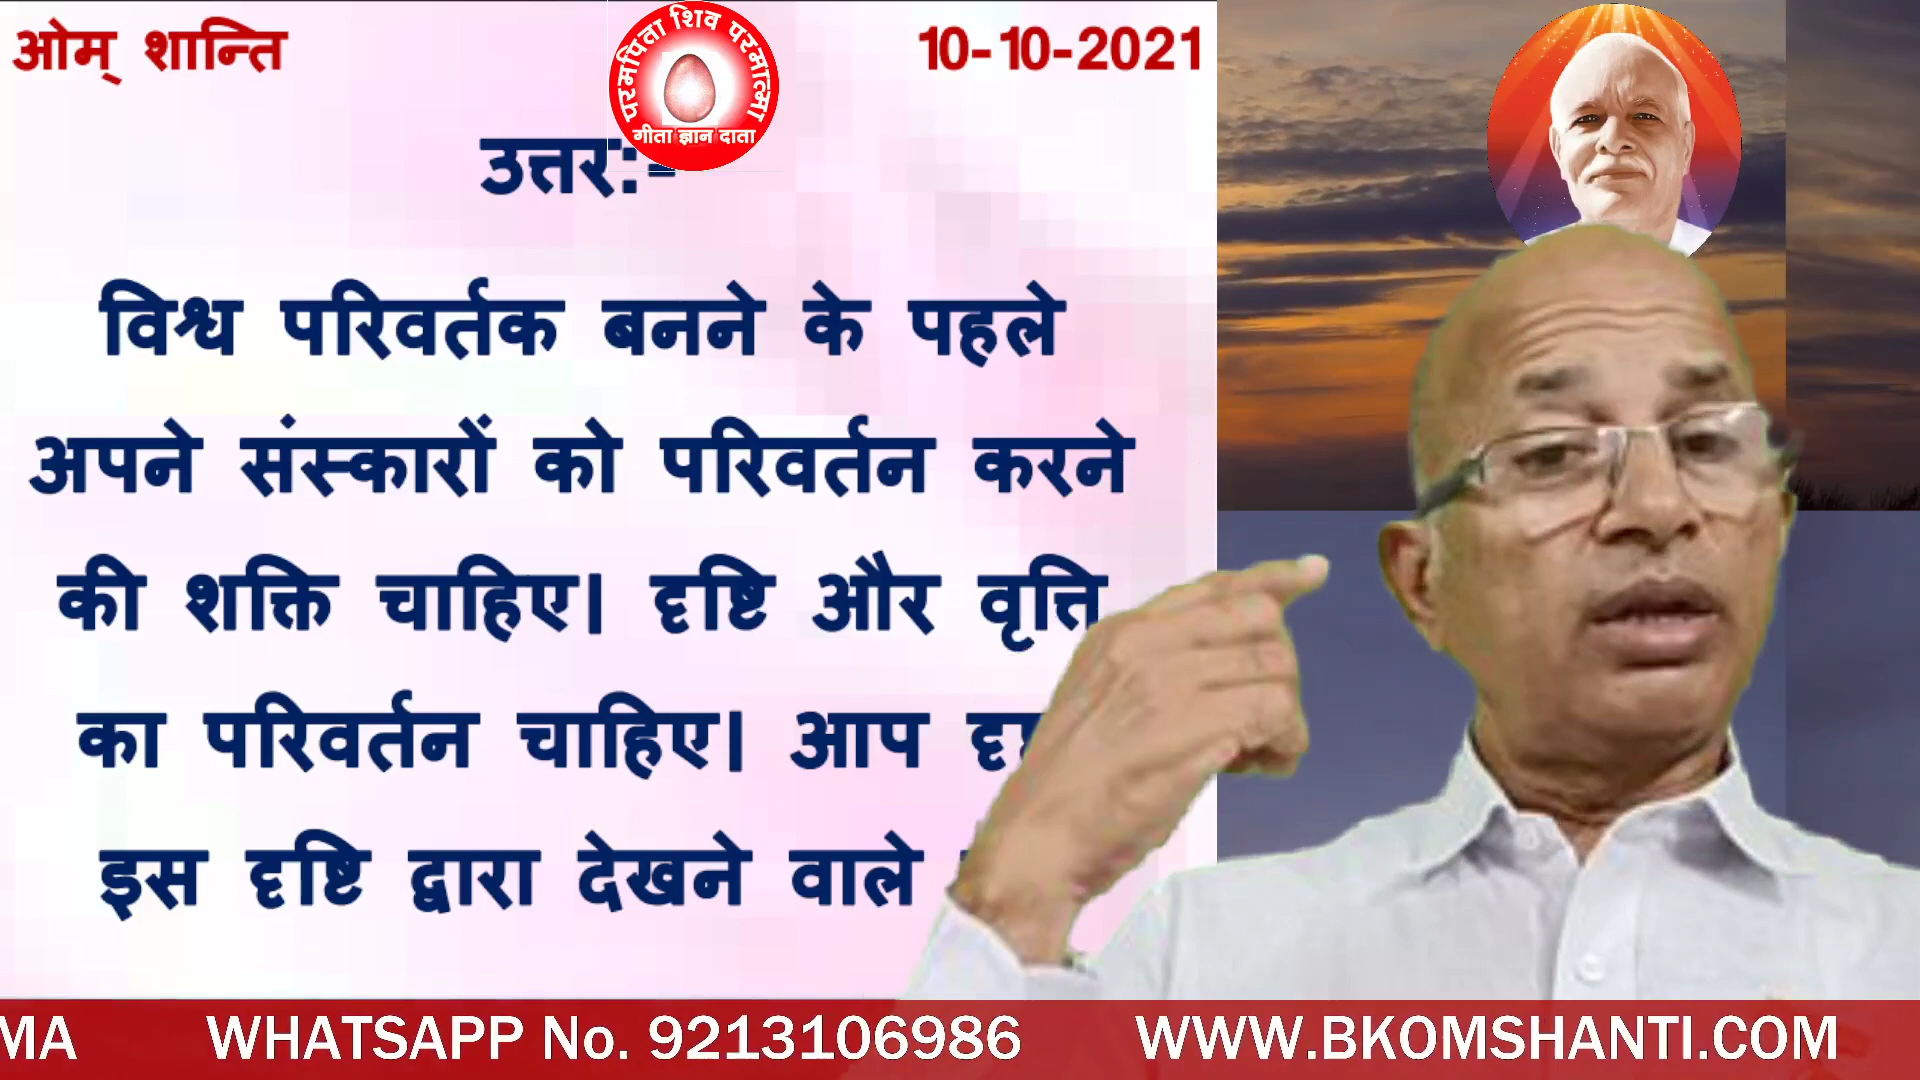 ओम् शान्ति
परमपिता शिव परमात्मा
गीता ज्ञान दाता
10-10-2021
उत्तर:-
विश्व परिवर्तक बनने के पहले
अपने संस्कारों को परिवर्तन करने
की शक्ति चाहिए। दृष्टि और वृत्ति
का परिवर्तन चाहिए। आप
इस दृष्टि द्वारा देखने वाले
MA WHATSAPP No. 9213106986 WWW.BKOMSHANTI.COM